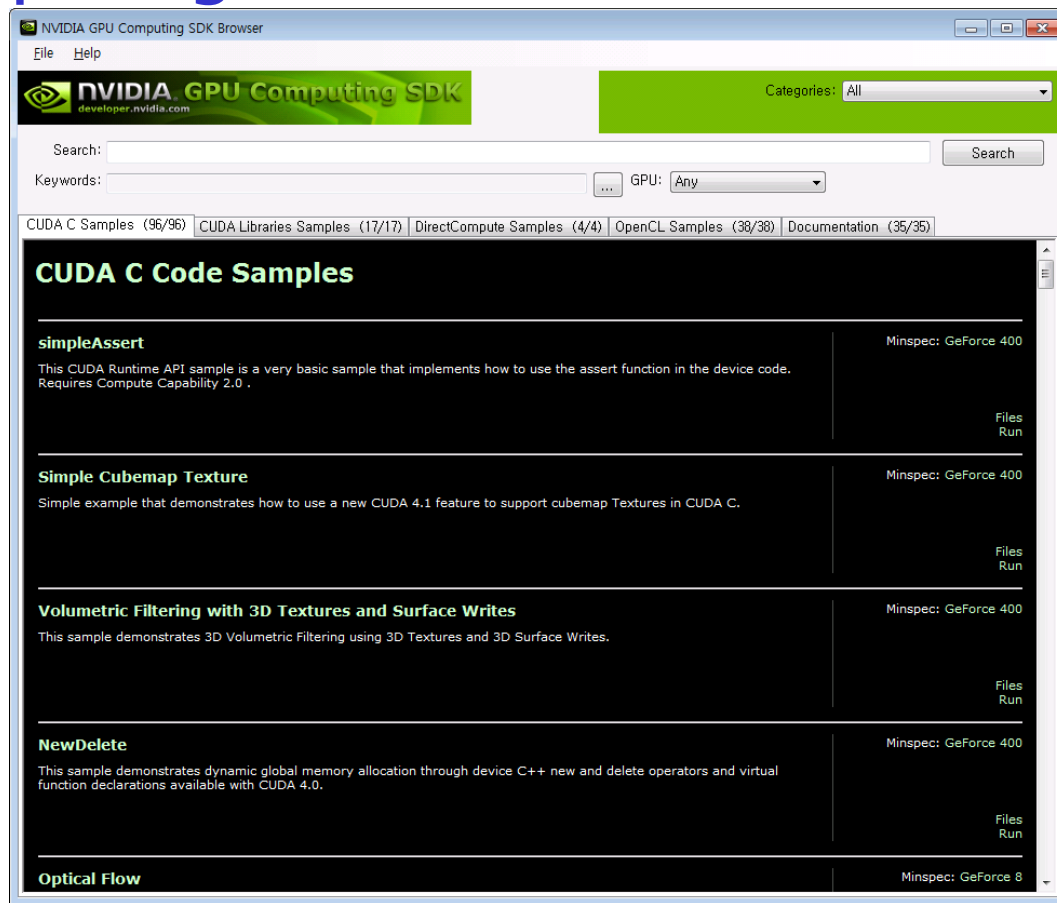 NVIDIA GPU Computing SDK Browser
File Help
NVIDIA. GPU Computing SDK
developer.nvidia.com
Categories: All
Search:
Search
Keywords:
... GPU: Any
CUDA C Samples (96/96) CUDA Libraries Samples (17/17) DirectCompute Samples (4/4) OpenCL Samples (38/38) Documentation (35/35)
CUDA C Code Samples
simpleAssert
Minspec: GeForce 400
This CUDA Runtime API sample is a very basic sample that implements how to use the assert function in the device code.
Requires Compute Capability 2.0 .
Files
Run
Simple Cubemap Texture
Minspec: GeForce 400
Simple example that demonstrates how to use a new CUDA 4.1 feature to support cubemap Textures in CUDA C.
Files
Run
Volumetric Filtering with 3D Textures and Surface Writes
Minspec: GeForce 400
This sample demonstrates 3D Volumetric Filtering using 3D Textures and 3D Surface Writes.
Files
Run
NewDelete
Minspec: GeForce 400
This sample demonstrates dynamic global memory allocation through device C++ new and delete operators and virtual
function declarations available with CUDA 4.0.
Files
Run
Optical Flow
Minspec: GeForce 8